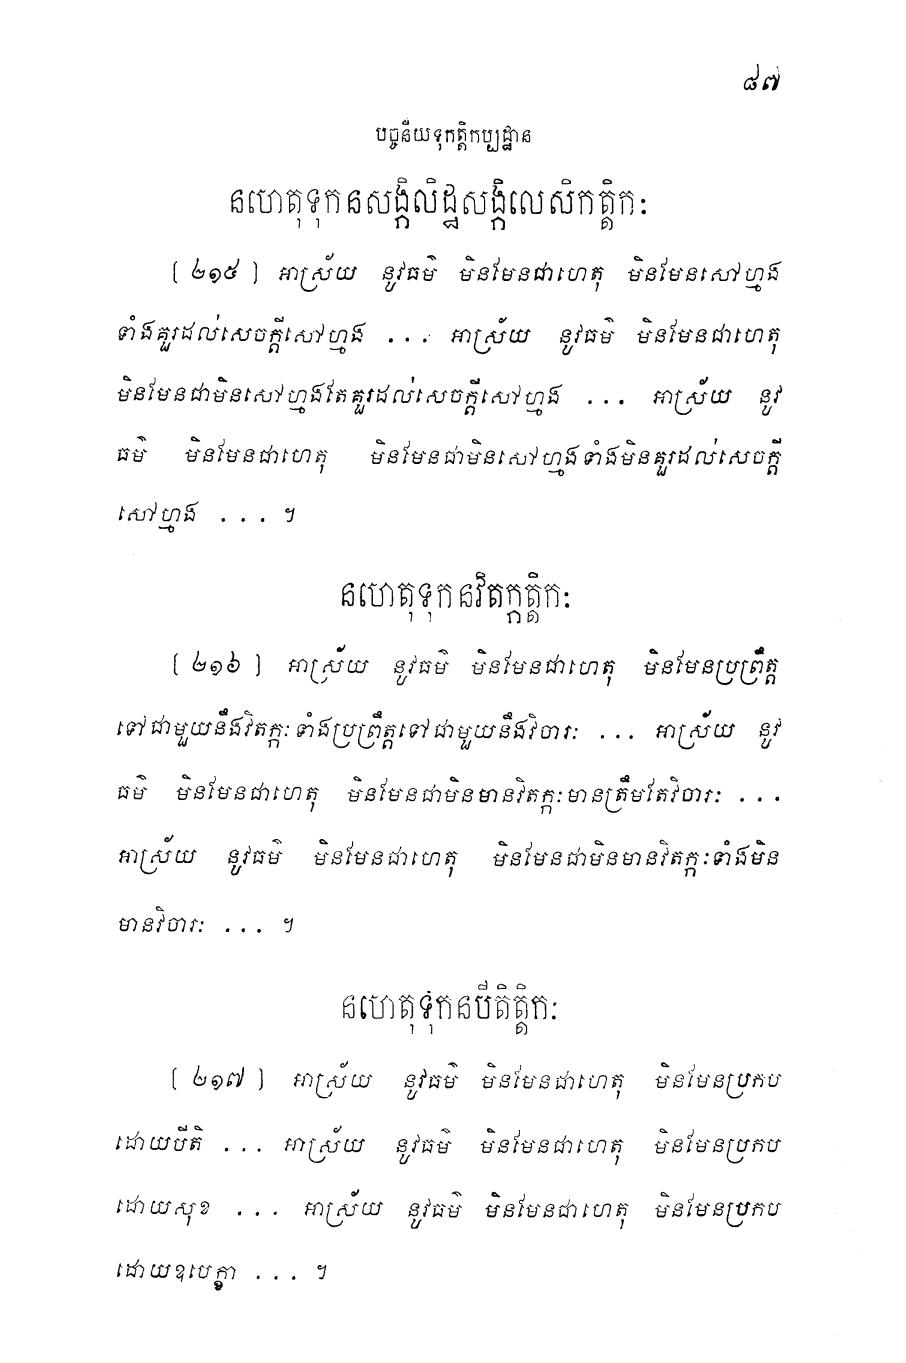 ៨៧
បច្ចនីយទុកត្តិកប្បដ្ឋាន
នហេតុទុកនសង្កិលិដ្ឋសង្កិលេសិកត្តិកៈ
[ ២១៥ ] អាស្រ័យ នូវធម៌ មិនមែនជាហេតុ មិនមែនសៅហ្មង
ទាំងគួរដល់សេចក្តីសៅហ្មង . . . អាស្រ័យ នូវធម៌ មិនមែនជាហេតុ
មិនមែនជាមិនសៅហ្មងតែគួរដល់សេចក្តីសៅហ្មង . . . អាស្រ័យ នូវ
ធម៌ មិនមែនជាហេតុ មិនមែនជាមិនសៅហ្មងទាំងមិនគួរដល់សេចក្តី
សៅហ្មង . . . ។
នហេតុទុកនវិតក្កត្តិកៈ
[ ២១៦ ] អាស្រ័យ នូវធម៌ មិនមែនជាហេតុ មិនមែនប្រព្រឹត្ត
ទៅជាមួយនឹងវិតក្កៈទាំងប្រព្រឹត្តទៅជាមួយនឹងវិចារៈ . . . អាស្រ័យ នូវ
ធម៌ មិនមែនជាហេតុ មិនមែនជាមិនមានវិតក្កៈមានត្រឹមតែវិចារៈ . . .
អាស្រ័យ នូវធម៌ មិនមែនជាហេតុ មិនមែនជាមិនមានវិតក្កៈទាំងមិន
មានវិចារៈ . . . ។
នហេតុទុកនបីតិត្តិកៈ
[ ២១៧ ] អាស្រ័យ នូវធម៌ មិនមែនជាហេតុ មិនមែនប្រកប
ដោយបីតិ . . . អាស្រ័យ នូវធម៌ មិនមែនជាហេតុ មិនមែនប្រកប
ដោយសុខ . . . អាស្រ័យ នូវធម៌ មិនមែនជាហេតុ មិនមែនប្រកប
ដោយឧបេក្ខា . . . ។